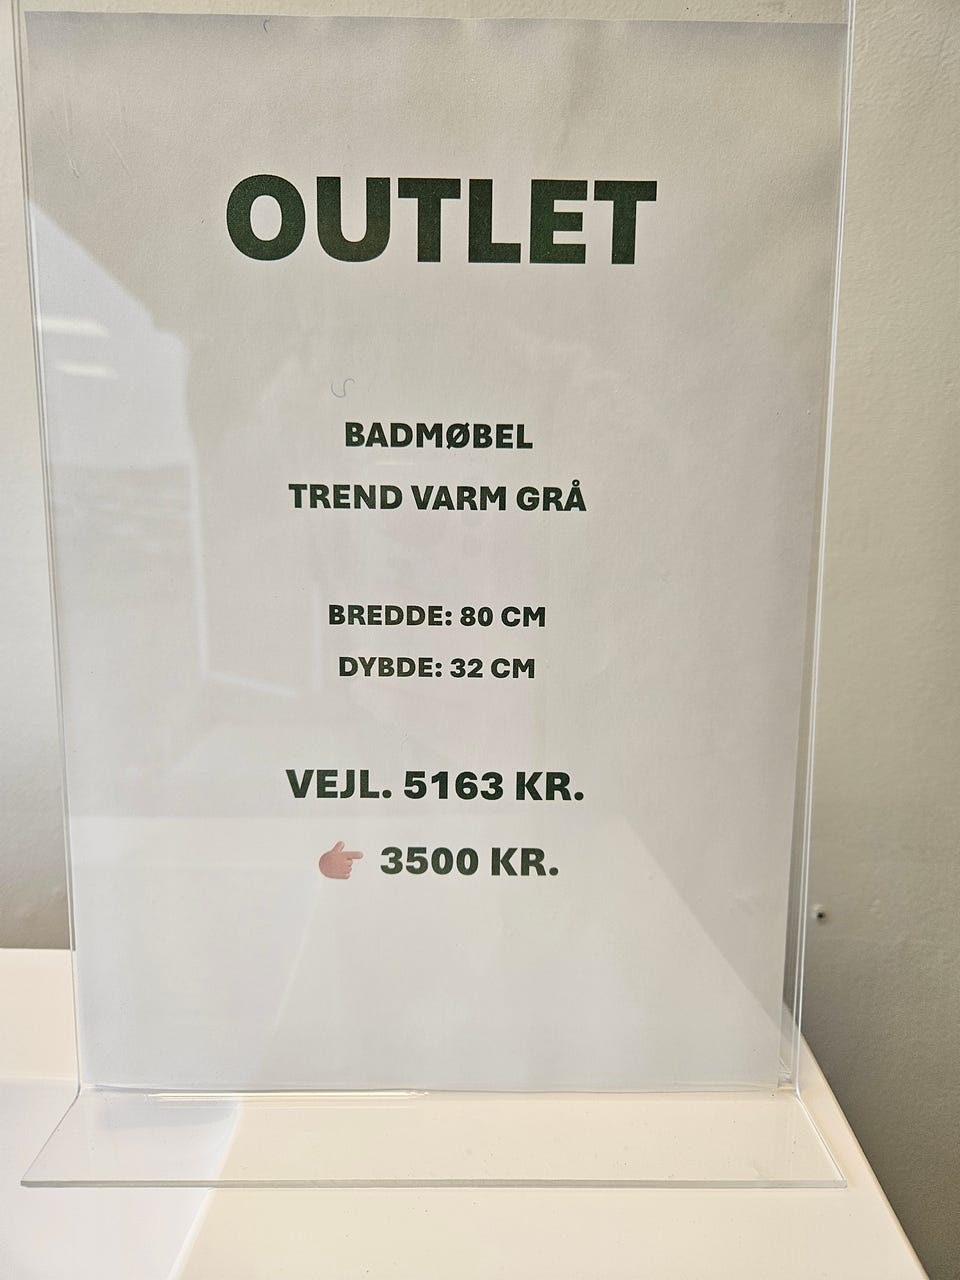 OUTLET
BADMØBEL
TREND VARM GRÅ
BREDDE: 80 CM
DYBDE: 32 CM
VEJL. 5163 KR.
👉 3500 KR.